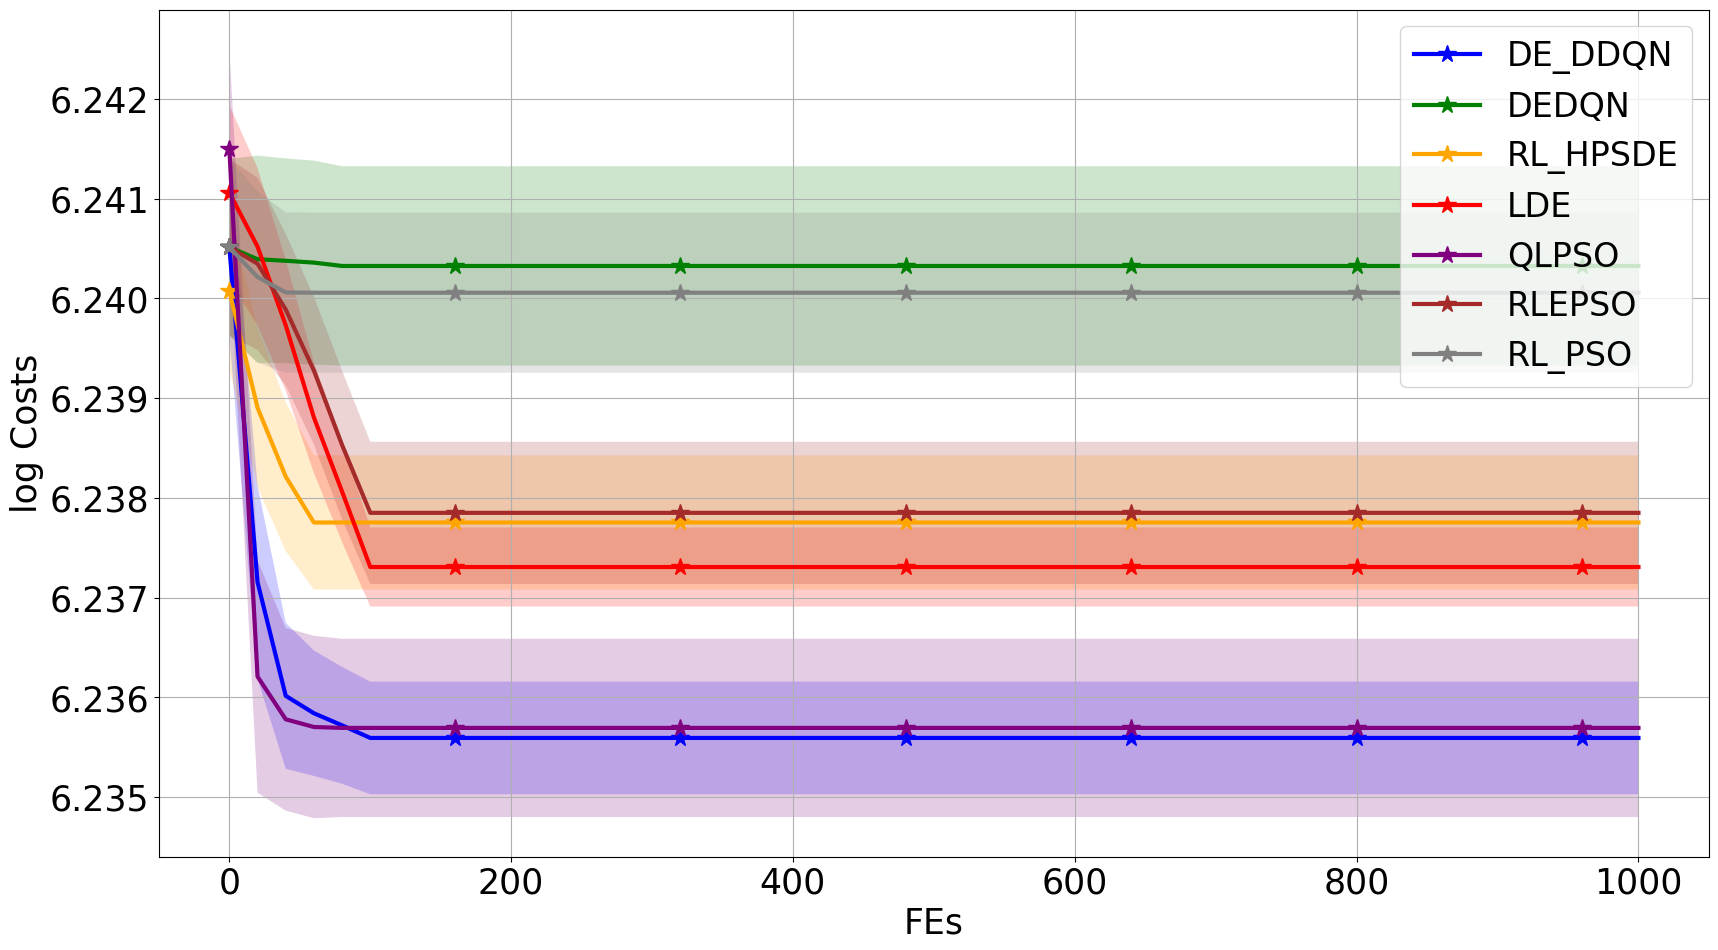 6.242
6.241
6.240
6.239
6.238
6.237
6.236
6.235
log Costs
0 200 400 600 800 1000
FEs
DE_DDQN
DEDQN
RL_HPSDE
LDE
QLPSO
RLEPSO
RL_PSO